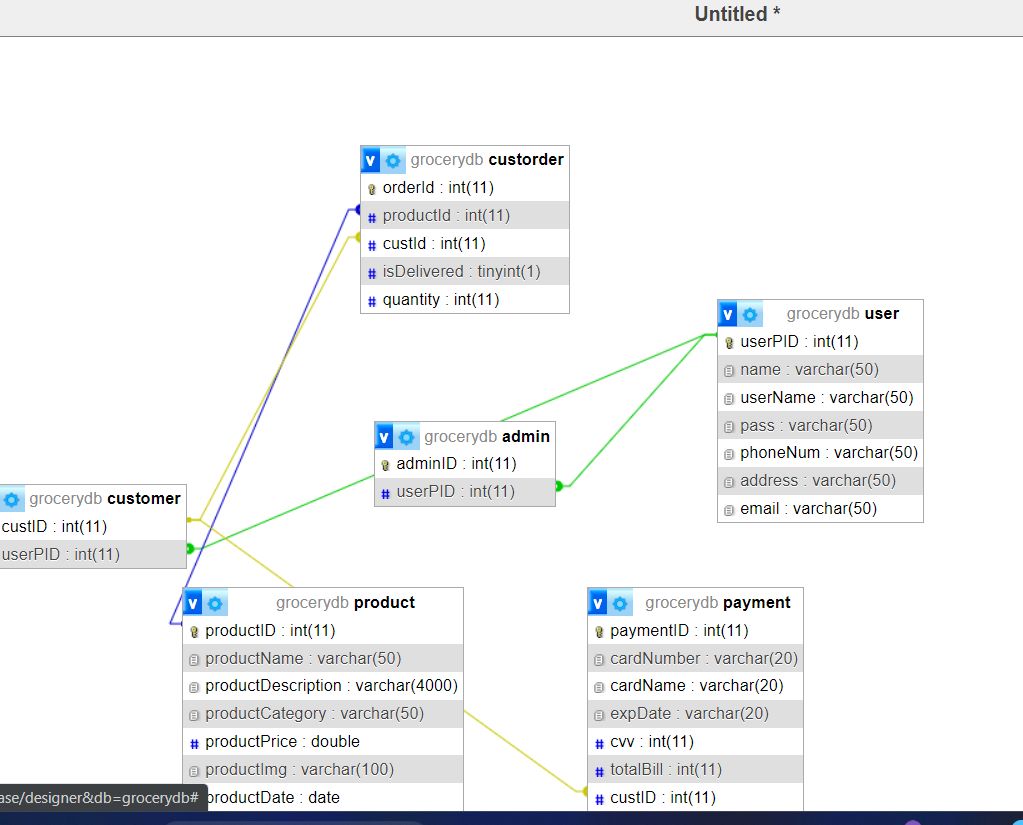 Untitled *
V grocerydb custorder
orderId : int(11)
# productId : int(11)
# custId : int(11)
# isDelivered : tinyint(1)
# quantity : int(11)
V grocerydb user
userPID : int(11)
name : varchar(50)
userName : varchar(50)
pass : varchar(50)
phoneNum : varchar(50)
address : varchar(50)
email : varchar(50)
V grocerydb admin
adminID : int(11)
# userPID : int(11)
grocerydb customer
custID : int(11)
userPID : int(11)
V grocerydb product
productID : int(11)
productName : varchar(50)
productDescription : varchar(4000)
productCategory : varchar(50)
# productPrice : double
productImg : varchar(100)
productDate : date
V grocerydb payment
paymentID : int(11)
cardNumber : varchar(20)
cardName : varchar(20)
expDate : varchar(20)
# cvv : int(11)
# totalBill : int(11)
# custID : int(11)
ase/designer&db=grocerydb#